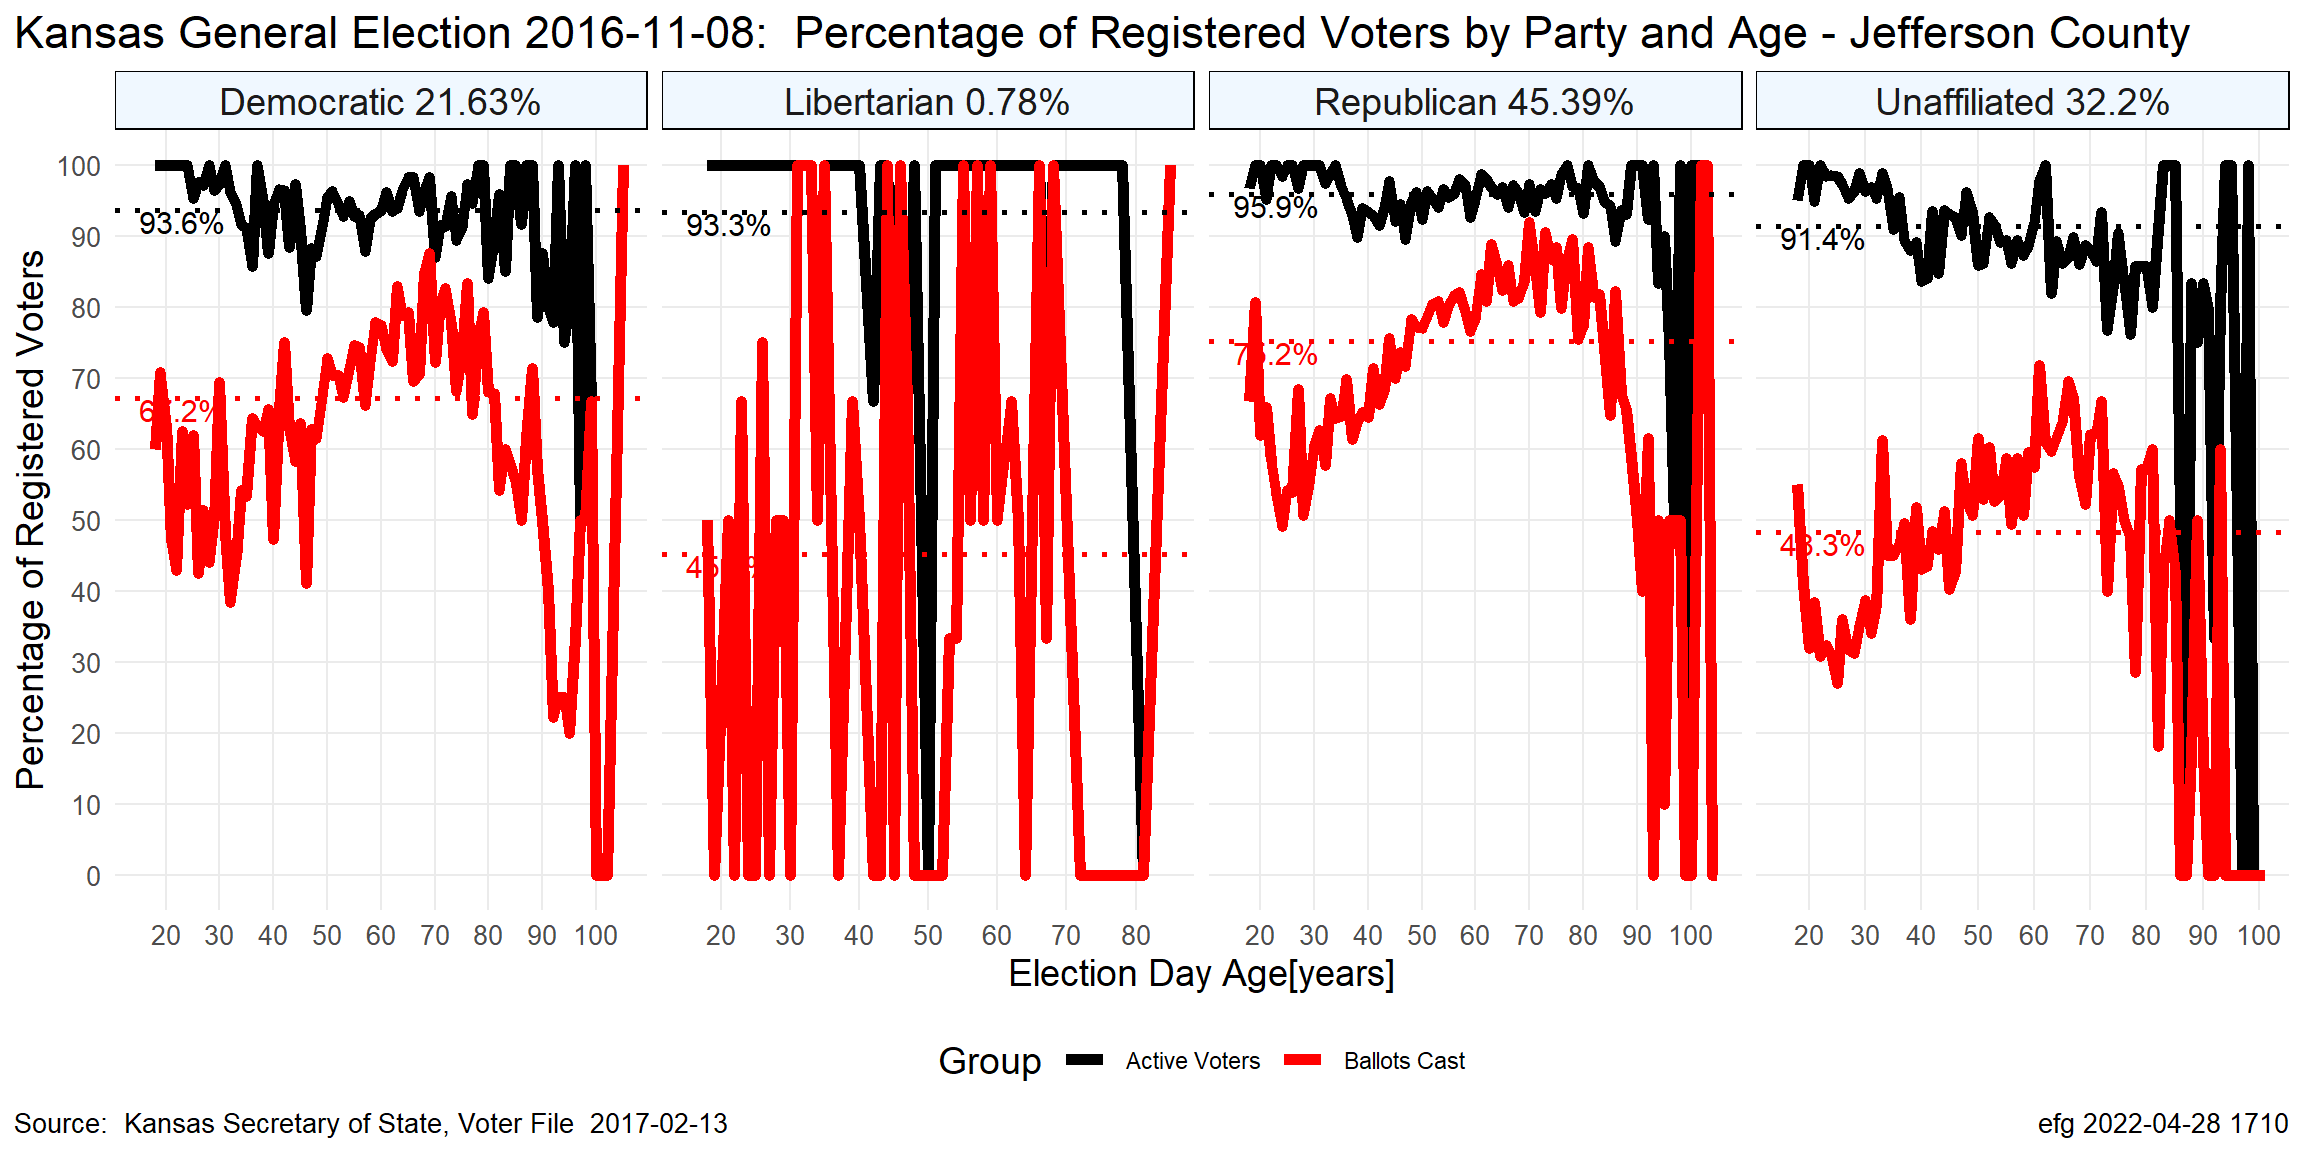 Kansas General Election 2016-11-08:  Percentage of Registered Voters by Party and Age - Jefferson County
Democratic 21.63%
Libertarian 0.78%
Republican 45.39%
Unaffiliated 32.2%
Percentage of Registered Voters
100
90
80
70
60
50
40
30
20
10
0
93.6%
93.3%
95.9%
91.4%
75.2%
48.3%
20 30 40 50 60 70 80 90 100
20 30 40 50 60 70 80
20 30 40 50 60 70 80 90 100
20 30 40 50 60 70 80 90 100
Election Day Age[years]
Group Active Voters Ballots Cast
Source:  Kansas Secretary of State, Voter File  2017-02-13
efg 2022-04-28 1710